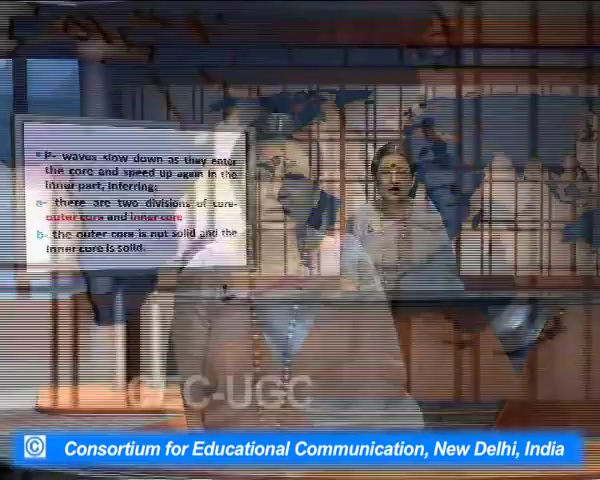 • P- waves slow down as they enter
the core and speed up again in the
inner part, inferring:
a- there are two divisions of core-
outer core and inner core
b- the outer core is not solid and the
inner core is solid.
C-UGC
© Consortium for Educational Communication, New Delhi, India